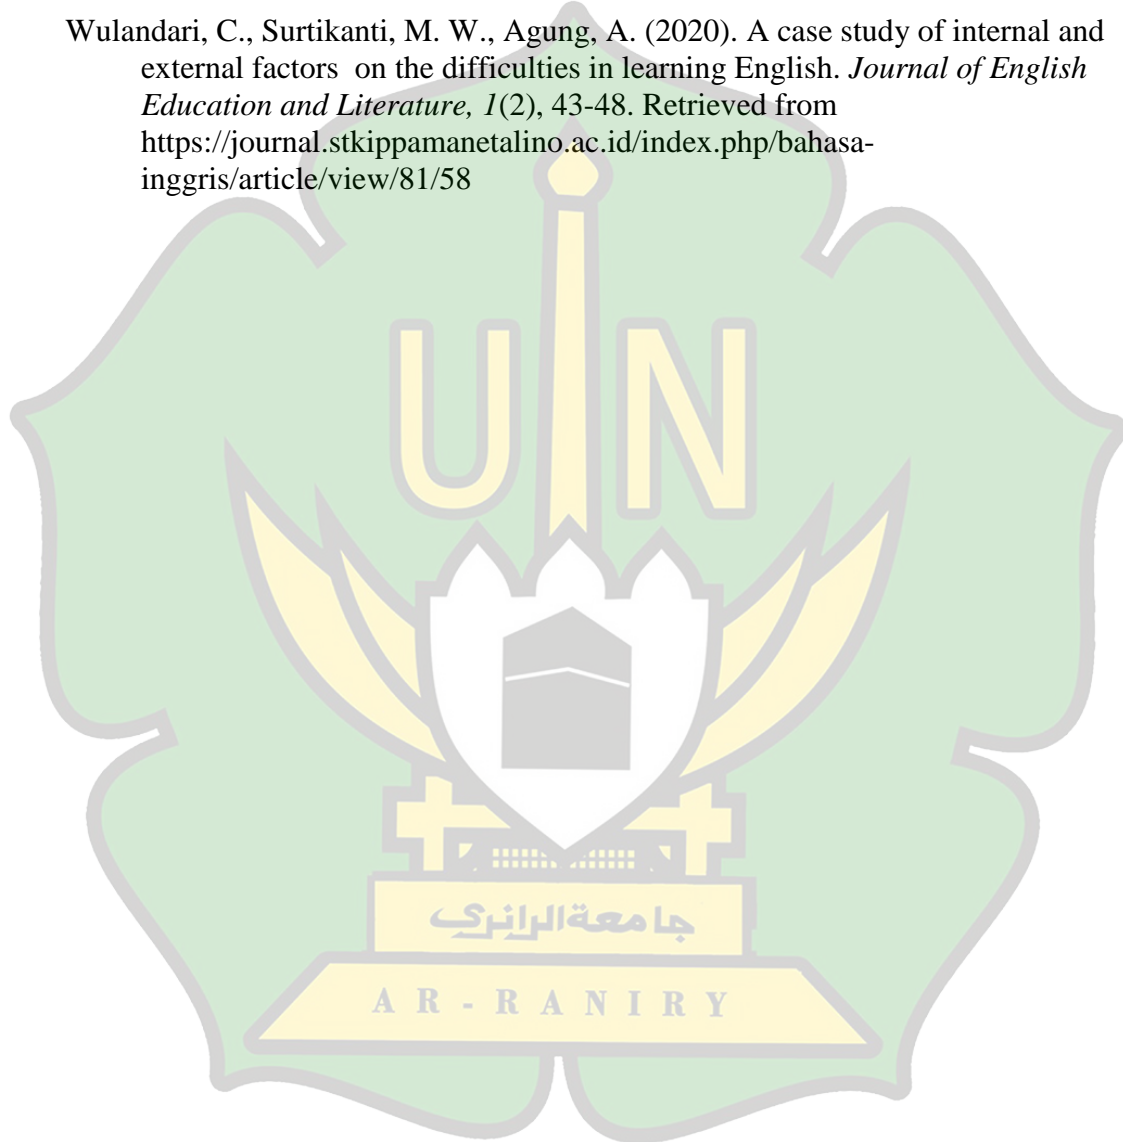 Wulandari, C., Surtikanti, M. W., Agung, A. (2020). A case study of internal and
external factors  on the difficulties in learning English. Journal of English
Education and Literature, 1(2), 43-48. Retrieved from
https://journal.stkippamanetalino.ac.id/index.php/bahasa-
inggris/article/view/81/58
UIN
جامعةالرانري
AR-RANIRY